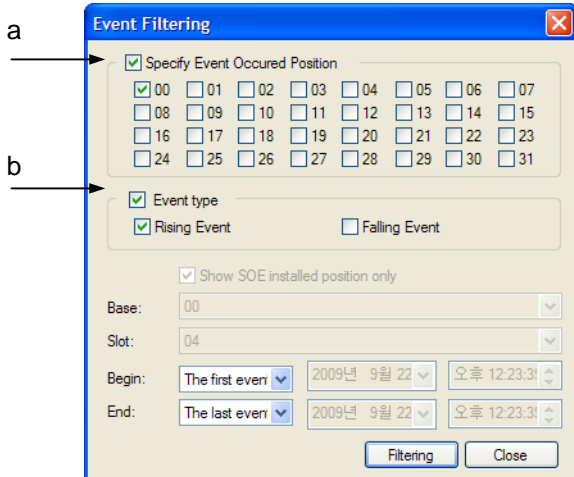 Event Filtering
a
Specify Event Occured Position
00 01 02 03 04 05 06 07
08 09 10 11 12 13 14 15
16 17 18 19 20 21 22 23
24 25 26 27 28 29 30 31
b
Event type
Rising Event Falling Event
Show SOE installed position only
Base: 00
Slot: 04
Begin: The first even 2009년 9월 22 오후 12:23:35
End: The last even 2009년 9월 22 오후 12:23:35
Filtering Close